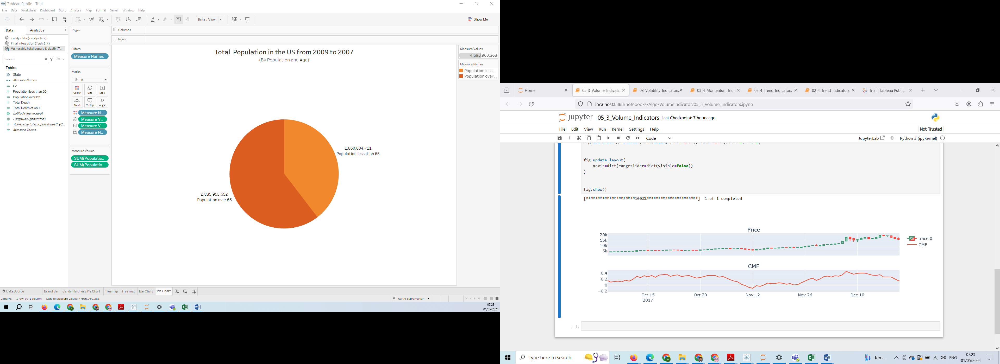 Tableau Public - Trial
File Data Worksheet Dashboard Story Analysis Map Format Server Window Help
Entire View
Show Me
Data Analytics
candy-data (candy-data)
Final Integration (Task 1.7)
Vulnerable,total popula & death (T...
Search
Tables
State
Abc Measure Names
F2
Population less than 65
Population over 65
Total Death
Total Death of 65 +
Latitude (generated)
Longitude (generated)
Vulnerable,total popula & death (C...
Measure Values
Pages
Filters
Measure Names
Marks
Pie
Colour Size Label
Detail Tooltip Angle
Measure N..
Measure V..
Measure V..
Measure N..
Measure Values
SUM(Populatio..
SUM(Populatio..
Columns
Rows
Total Population in the US from 2009 to 2007
(By Population and Age)
1,860,004,711
Population less than 65
2,835,955,652
Population over 65
Measure Values
4,695,960,363
Measure Names
Population less ..
Population over ..
Data Source Brand Bar Candy Hardness Pie Chart Treemap Tree map Bar Chart Pie Chart
2 marks 1 row by 1 column SUM of Measure Values: 4,695,960,363
Aarthi Subramanian
07:23
01/05/2024
Home 05_3_Volume_Indicato 03_Volatility_Indicators 03_4_Momentum_Indic 02_4_Trend_Indicators 02_4_Trend_Indicators Trial | Tableau Public
localhost:8888/notebooks/Algo/VolumeIndicator/05_3_Volume_Indicators.ipynb
jupyter 05_3_Volume_Indicators Last Checkpoint: 7 hours ago
File Edit View Run Kernel Settings Help
Not Trusted
Code
JupyterLab Python 3 (ipykernel)
fig.update_layout(
xaxis=dict(rangeslider=dict(visible=False))
)
fig.show()
[*********************100%%**********************] 1 of 1 completed
Price
20k
15k
10k
5k
trace 0
CMF
CMF
0.4
0.2
0
−0.2
Oct 15 Oct 29 Nov 12 Nov 26 Dec 10
2017
[ ]:
Type here to search
Tem...
ENG
07:23
01/05/2024